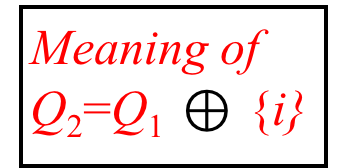 Meaning of
Q₂=Q₁ ⊕ {i}